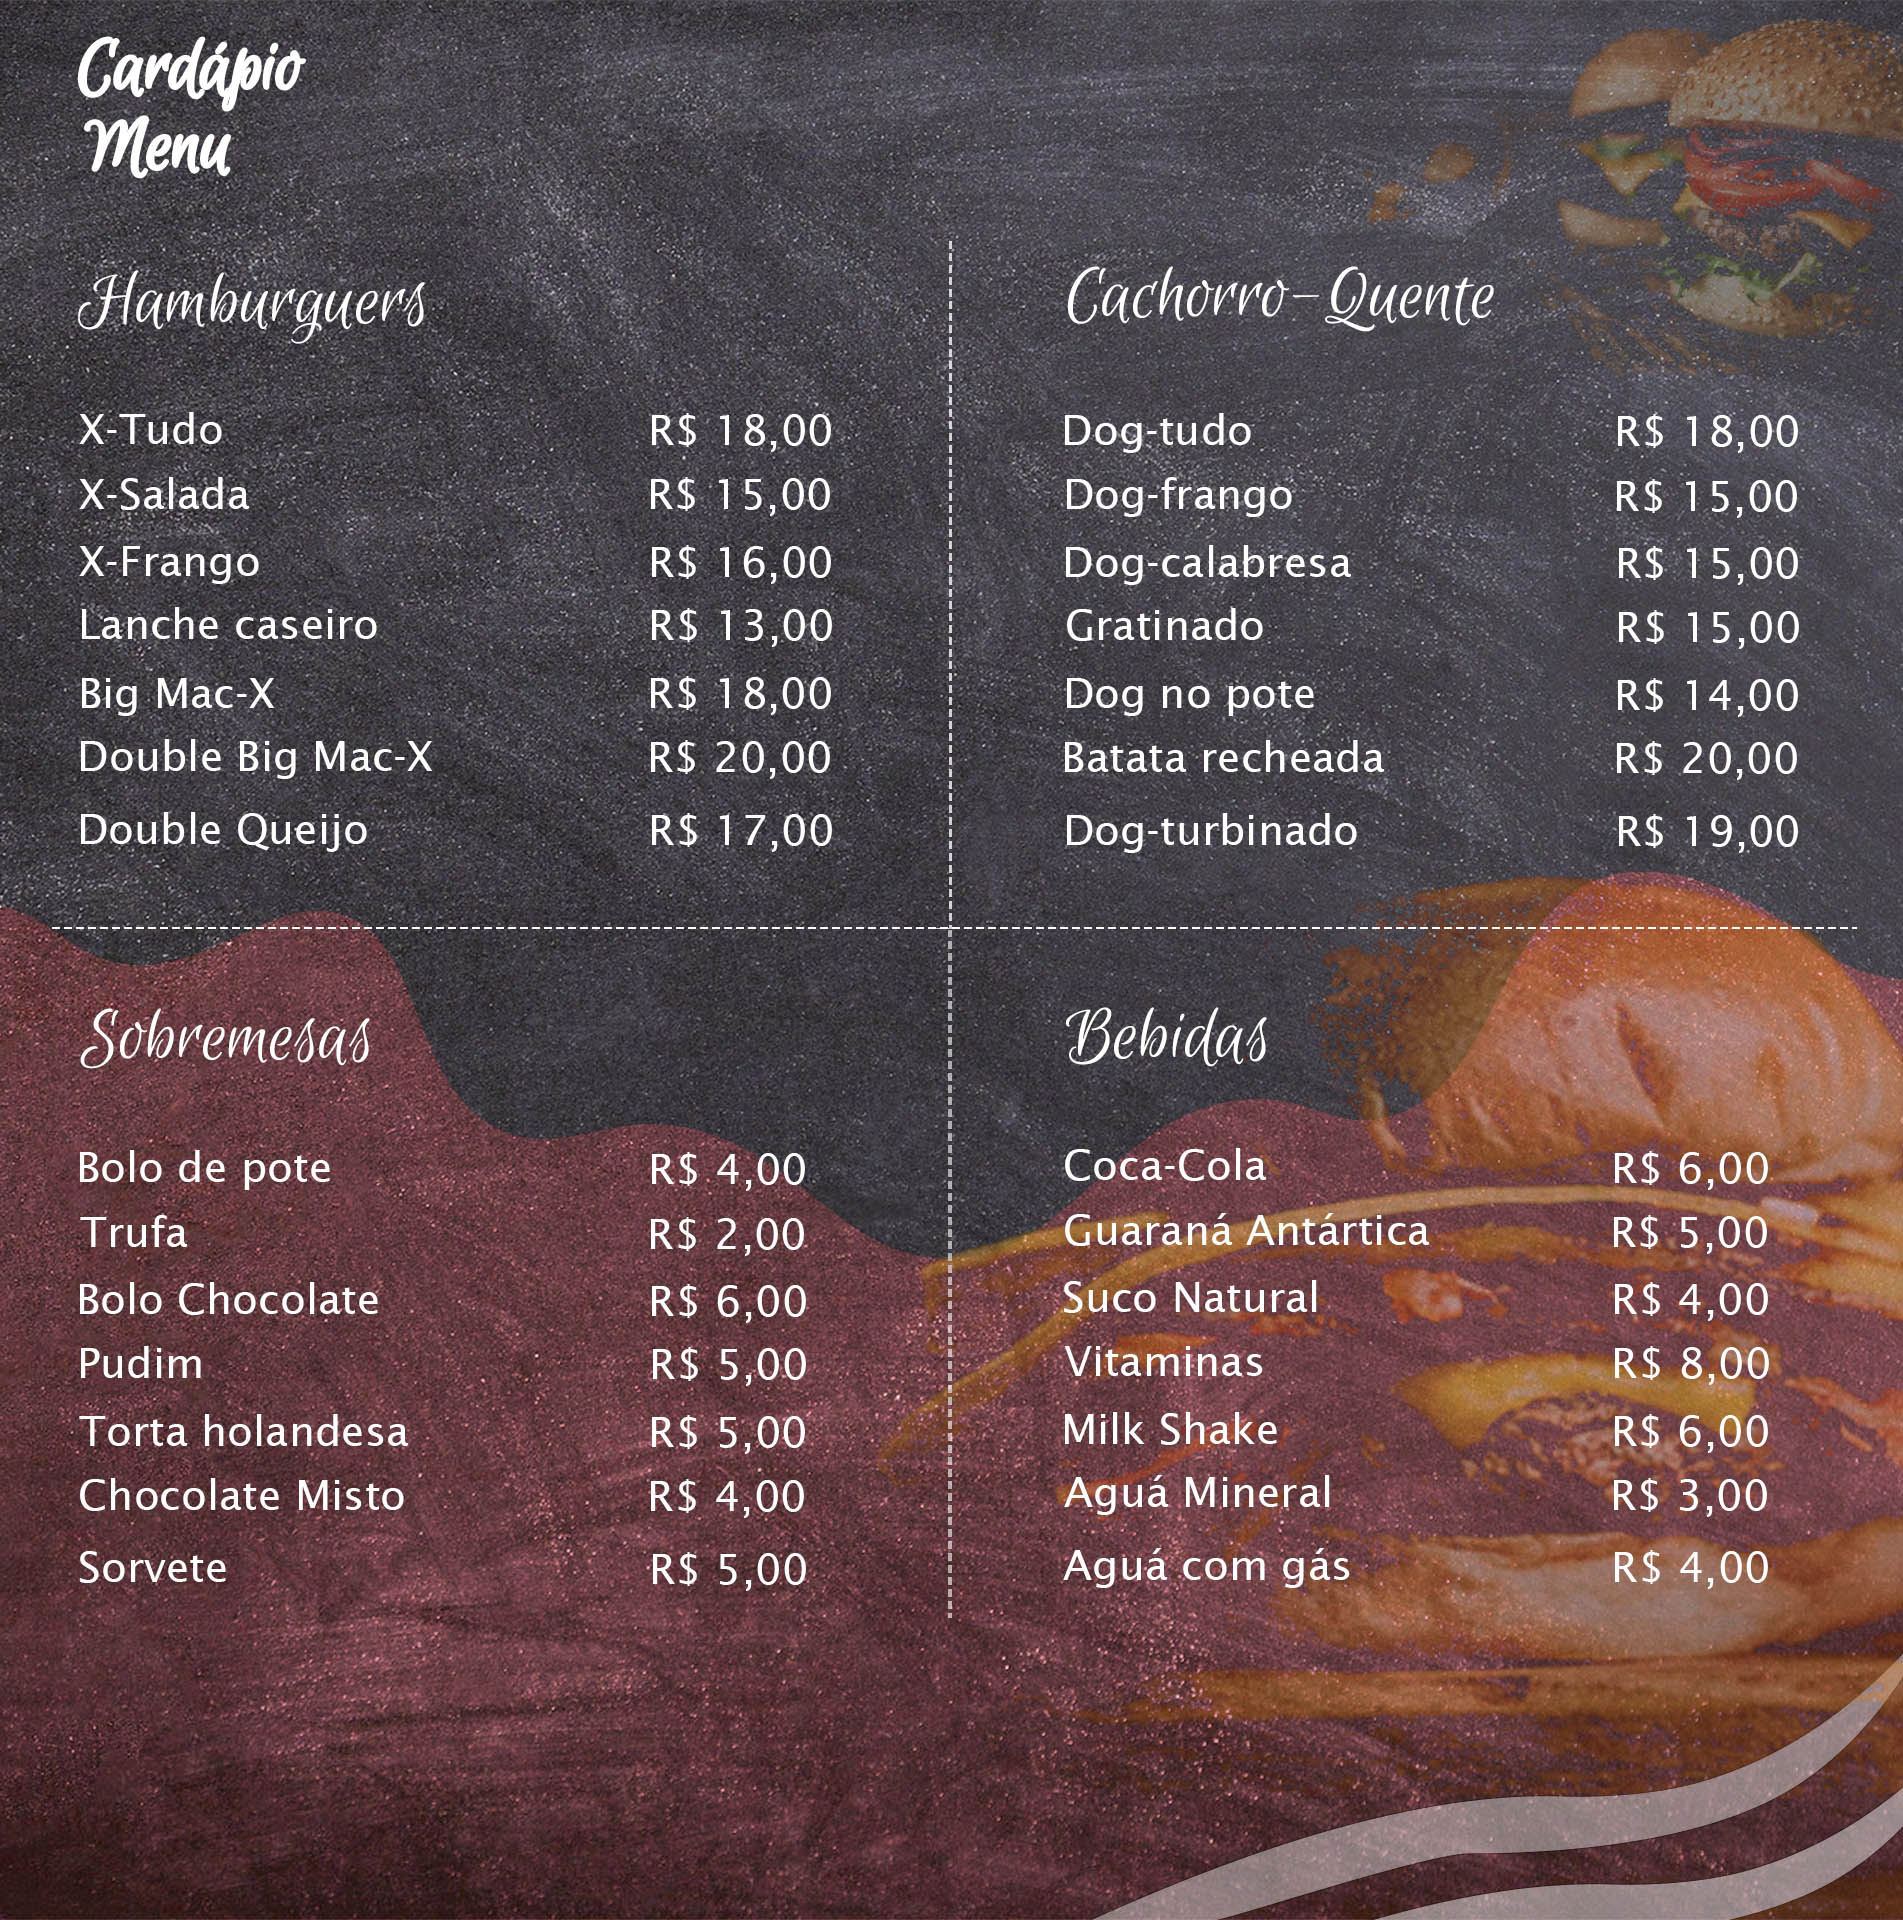 Cardápio
Menu
Hamburguers
X-Tudo R$ 18,00
X-Salada R$ 15,00
X-Frango R$ 16,00
Lanche caseiro R$ 13,00
Big Mac-X R$ 18,00
Double Big Mac-X R$ 20,00
Double Queijo R$ 17,00
Cachorro-Quente
Dog-tudo R$ 18,00
Dog-frango R$ 15,00
Dog-calabresa R$ 15,00
Gratinado R$ 15,00
Dog no pote R$ 14,00
Batata recheada R$ 20,00
Dog-turbinado R$ 19,00
Sobremesas
Bolo de pote R$ 4,00
Trufa R$ 2,00
Bolo Chocolate R$ 6,00
Pudim R$ 5,00
Torta holandesa R$ 5,00
Chocolate Misto R$ 4,00
Sorvete R$ 5,00
Bebidas
Coca-Cola R$ 6,00
Guaraná Antártica R$ 5,00
Suco Natural R$ 4,00
Vitaminas R$ 8,00
Milk Shake R$ 6,00
Aguá Mineral R$ 3,00
Aguá com gás R$ 4,00